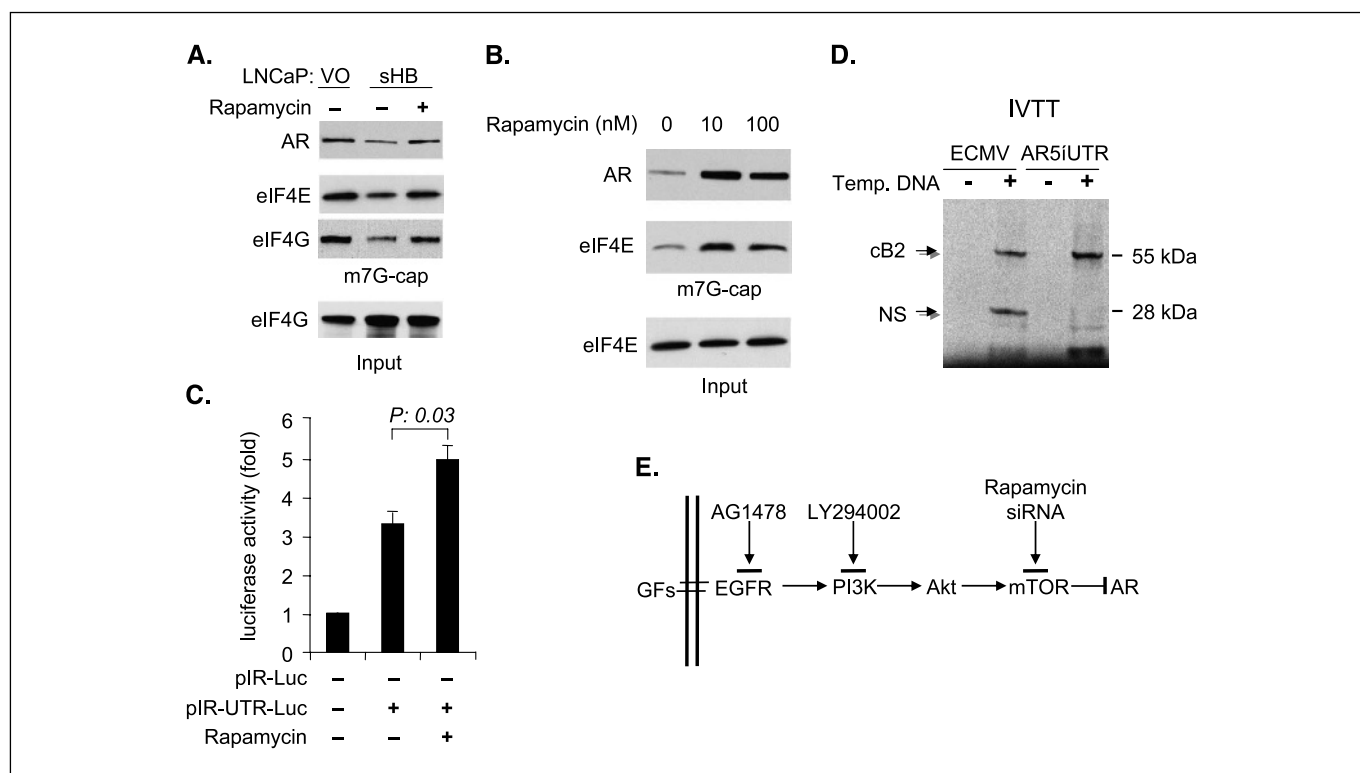 A.
LNCaP: VO sHB
Rapamycin – – +
AR
eIF4E
eIF4G
m7G-cap
eIF4G
Input
B.
Rapamycin (nM) 0 10 100
AR
eIF4E
m7G-cap
eIF4E
Input
C.
P: 0.03
luciferase activity (fold)
6
5
4
3
2
1
0
pIR-Luc – – –
pIR-UTR-Luc – + +
Rapamycin – – +
D.
IVTT
ECMV AR5iUTR
Temp. DNA - + - +
cB2
– 55 kDa
NS
– 28 kDa
E.
Rapamycin
AG1478 LY294002 siRNA
GFs EGFR PI3K Akt mTOR AR